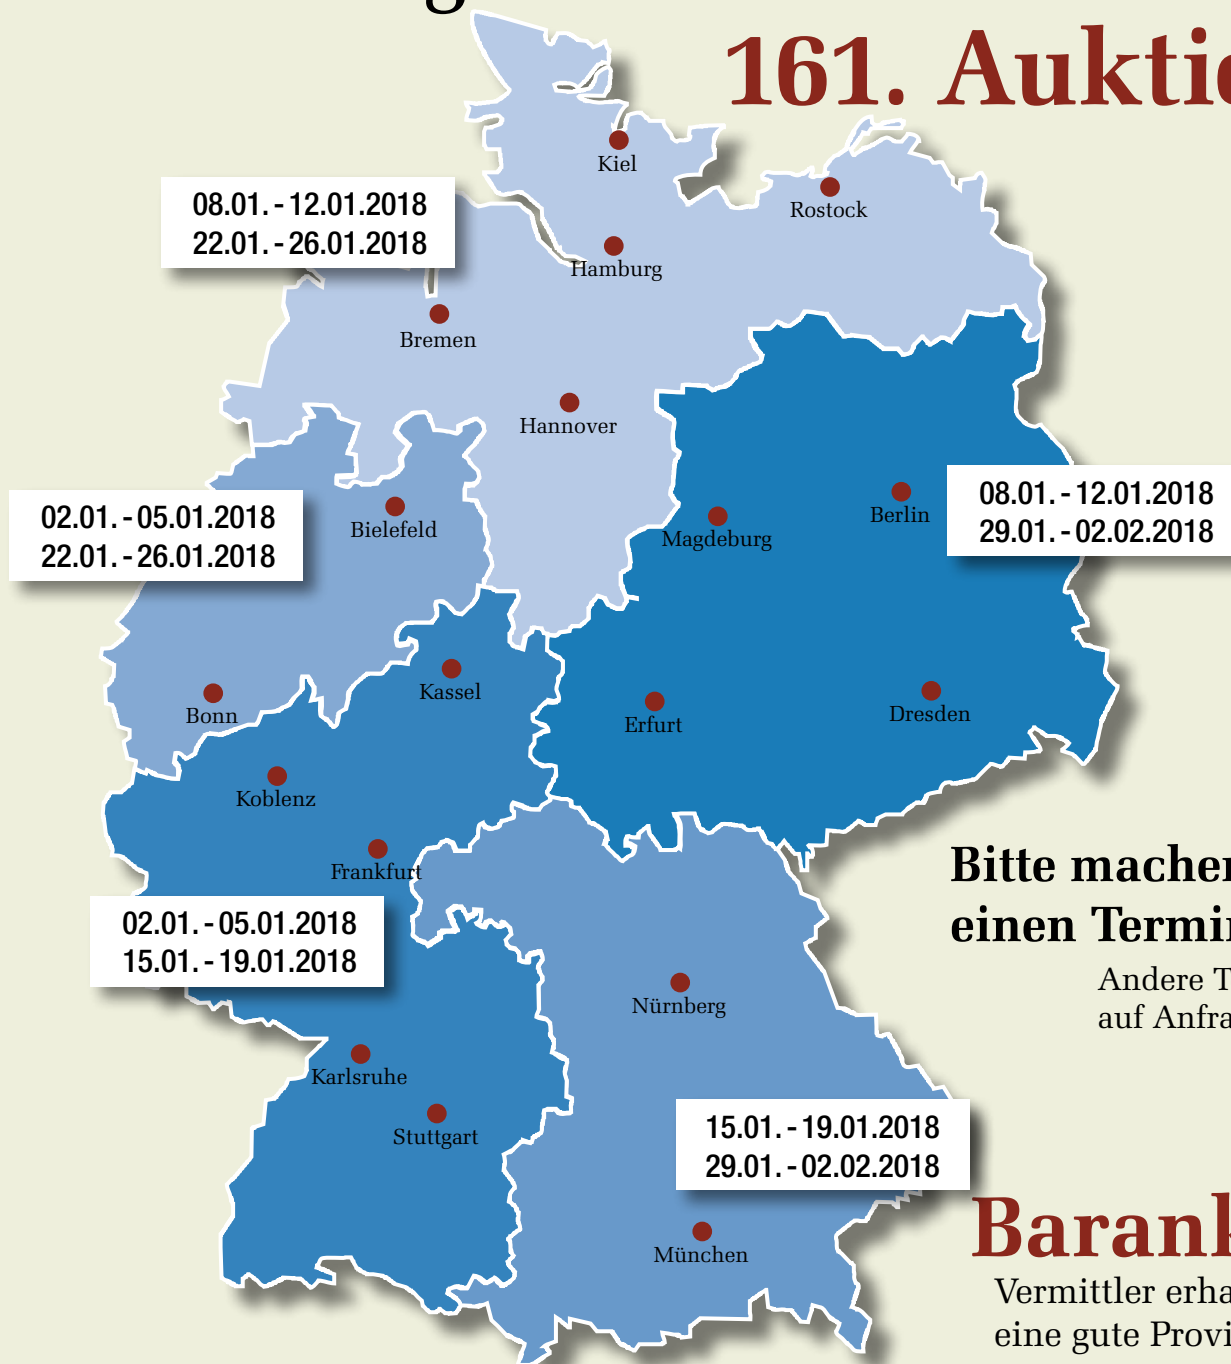 161. Auktio
Kiel
Rostock
08.01. - 12.01.2018
22.01. - 26.01.2018
Hamburg
Bremen
Hannover
Bielefeld
02.01. - 05.01.2018
22.01. - 26.01.2018
Magdeburg
Berlin
08.01. - 12.01.2018
29.01. - 02.02.2018
Kassel
Bonn
Erfurt
Dresden
Koblenz
Frankfurt
02.01. - 05.01.2018
15.01. - 19.01.2018
Bitte machen
einen Termin
Andere T
auf Anfra
Nürnberg
Karlsruhe
Stuttgart
15.01. - 19.01.2018
29.01. - 02.02.2018
München
Barank
Vermittler erha
eine gute Provi